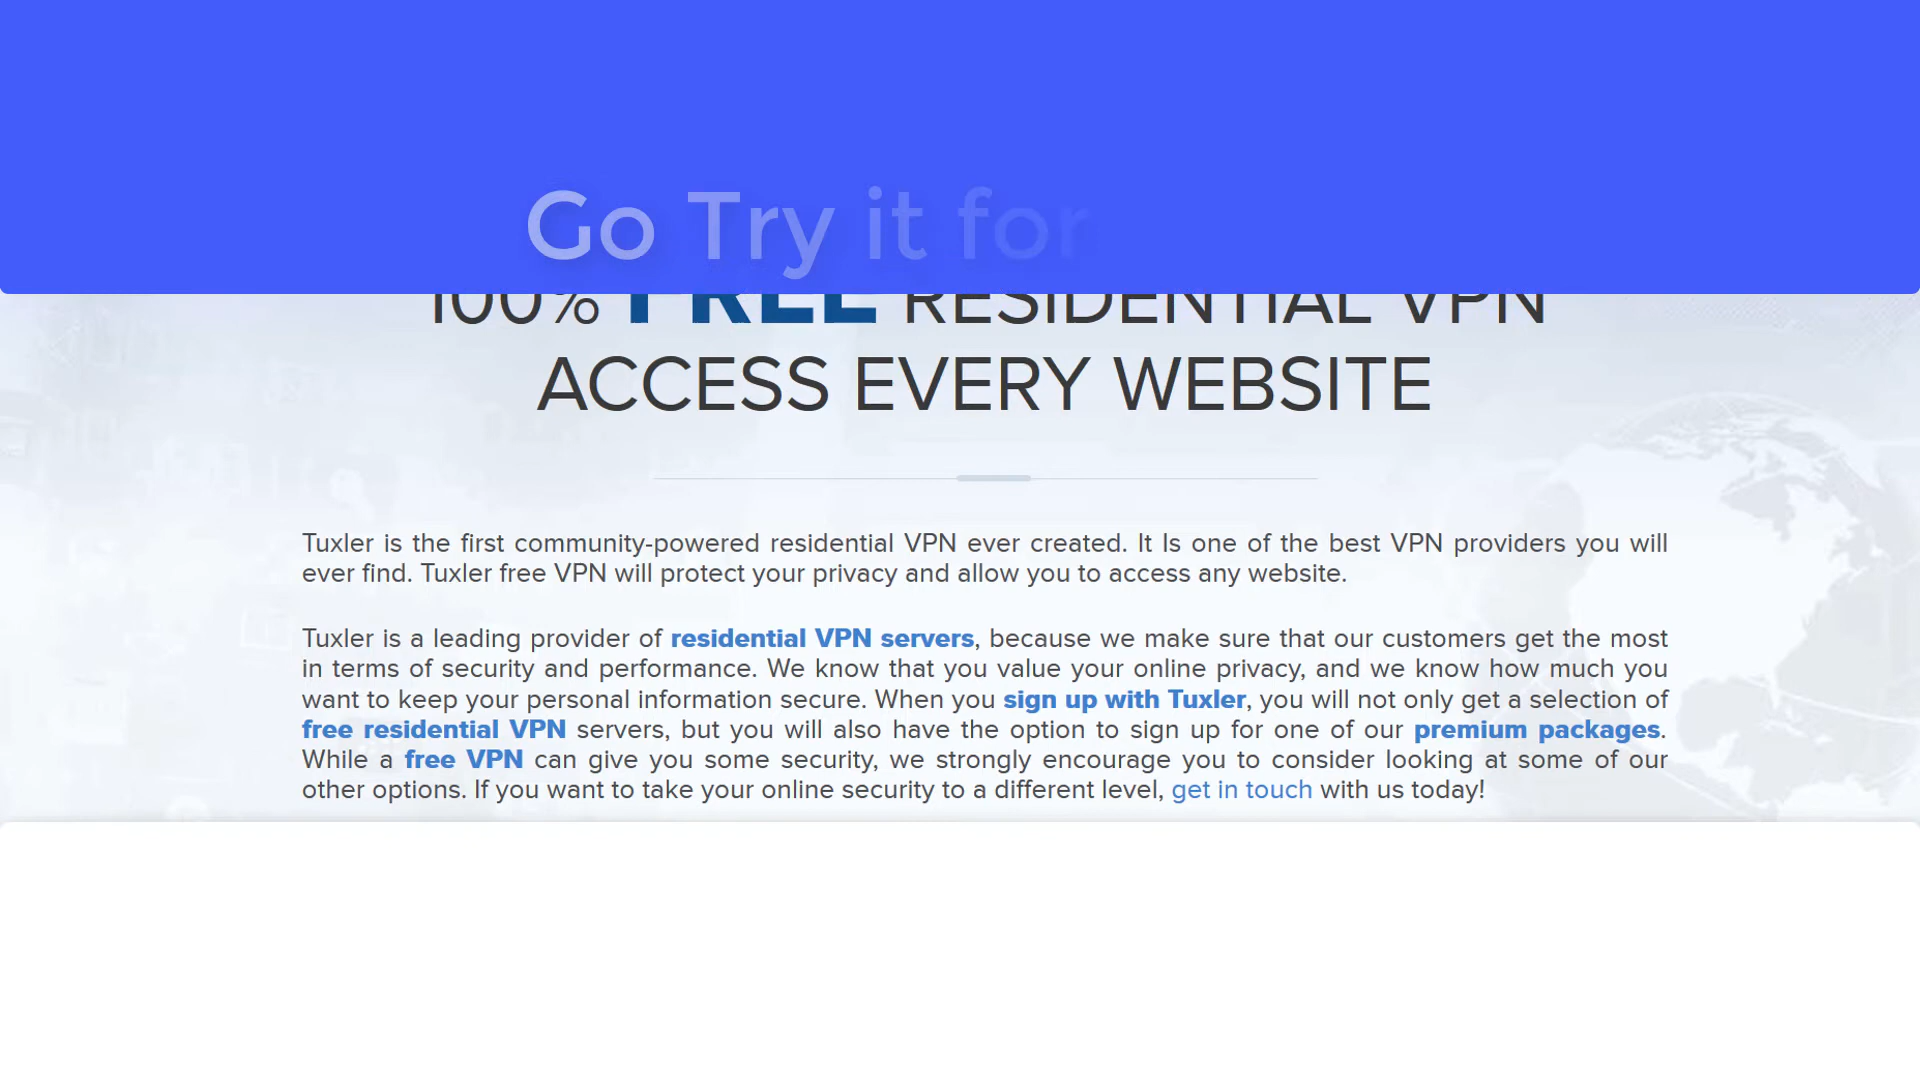 Go Try it for
100% FREE RESIDENTIAL VPN
ACCESS EVERY WEBSITE
Tuxler is the first community-powered residential VPN ever created. It Is one of the best VPN providers you will
ever find. Tuxler free VPN will protect your privacy and allow you to access any website.
Tuxler is a leading provider of residential VPN servers, because we make sure that our customers get the most
in terms of security and performance. We know that you value your online privacy, and we know how much you
want to keep your personal information secure. When you sign up with Tuxler, you will not only get a selection of
free residential VPN servers, but you will also have the option to sign up for one of our premium packages.
While a free VPN can give you some security, we strongly encourage you to consider looking at some of our
other options. If you want to take your online security to a different level, get in touch with us today!